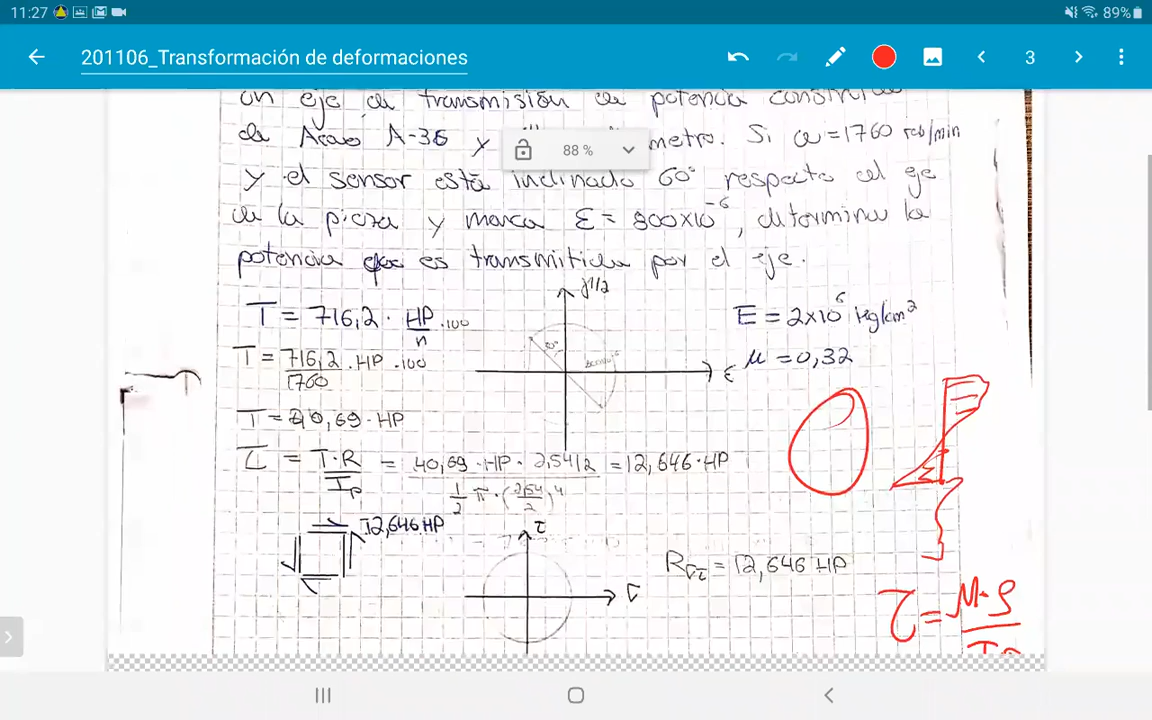 11:27 89%
201106_Transformación de deformaciones 3
un eje de transmisión de potencia
88 %
de Acero A-36 y metro. Si ω=1760 rev/min
y el sensor está inclinado 60° respecto al eje
de la pieza y marca ε = 800x10⁻⁶, determine la
potencia que es transmitida por el eje.
γ/2
T = 716,2 · HP/n · 100
E = 2x10⁶ kg/cm²
T = 716,2/1760 · HP · 100
ε
μ = 0,32
T = 40,69 · HP
τ = T·R/Ip = 40,69 · HP · 2,54/2 / ½ π · (2,54/2)⁴ = 12,646 · HP
12,646 HP
τ
σ
Rστ = 12,646 HP
τ = M·ρ/